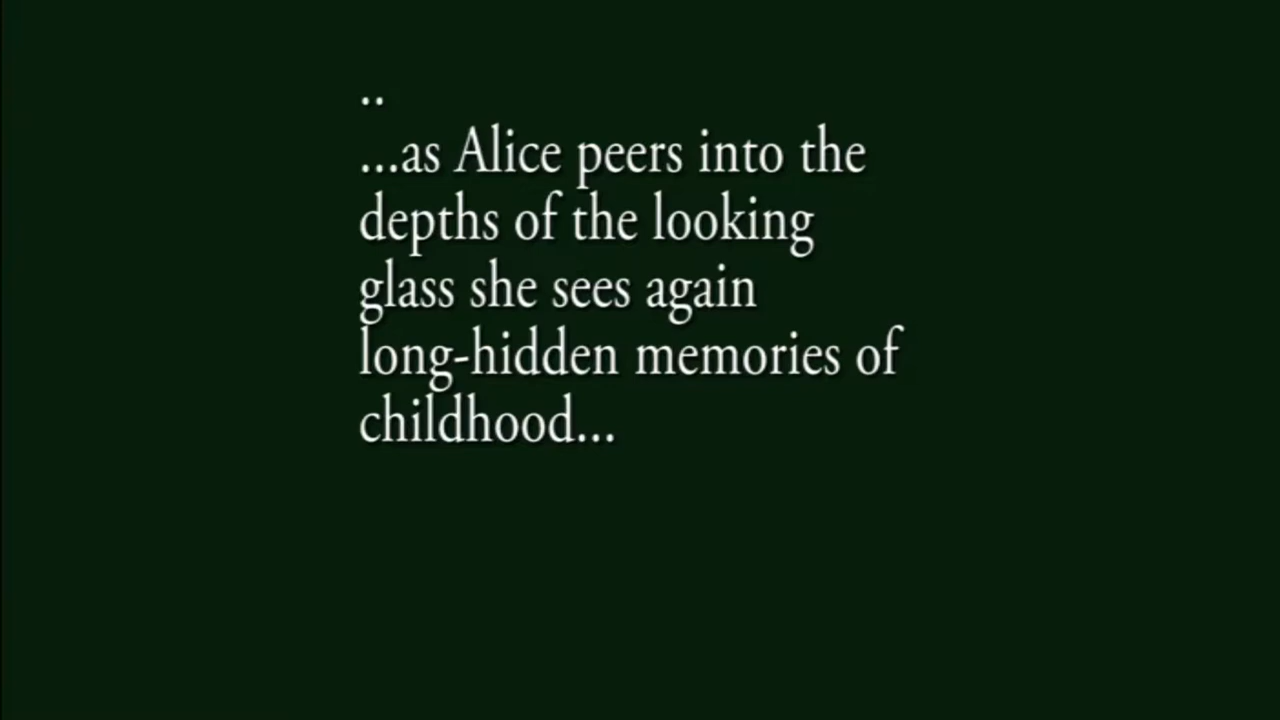 ..
...as Alice peers into the
depths of the looking
glass she sees again
long-hidden memories of
childhood...